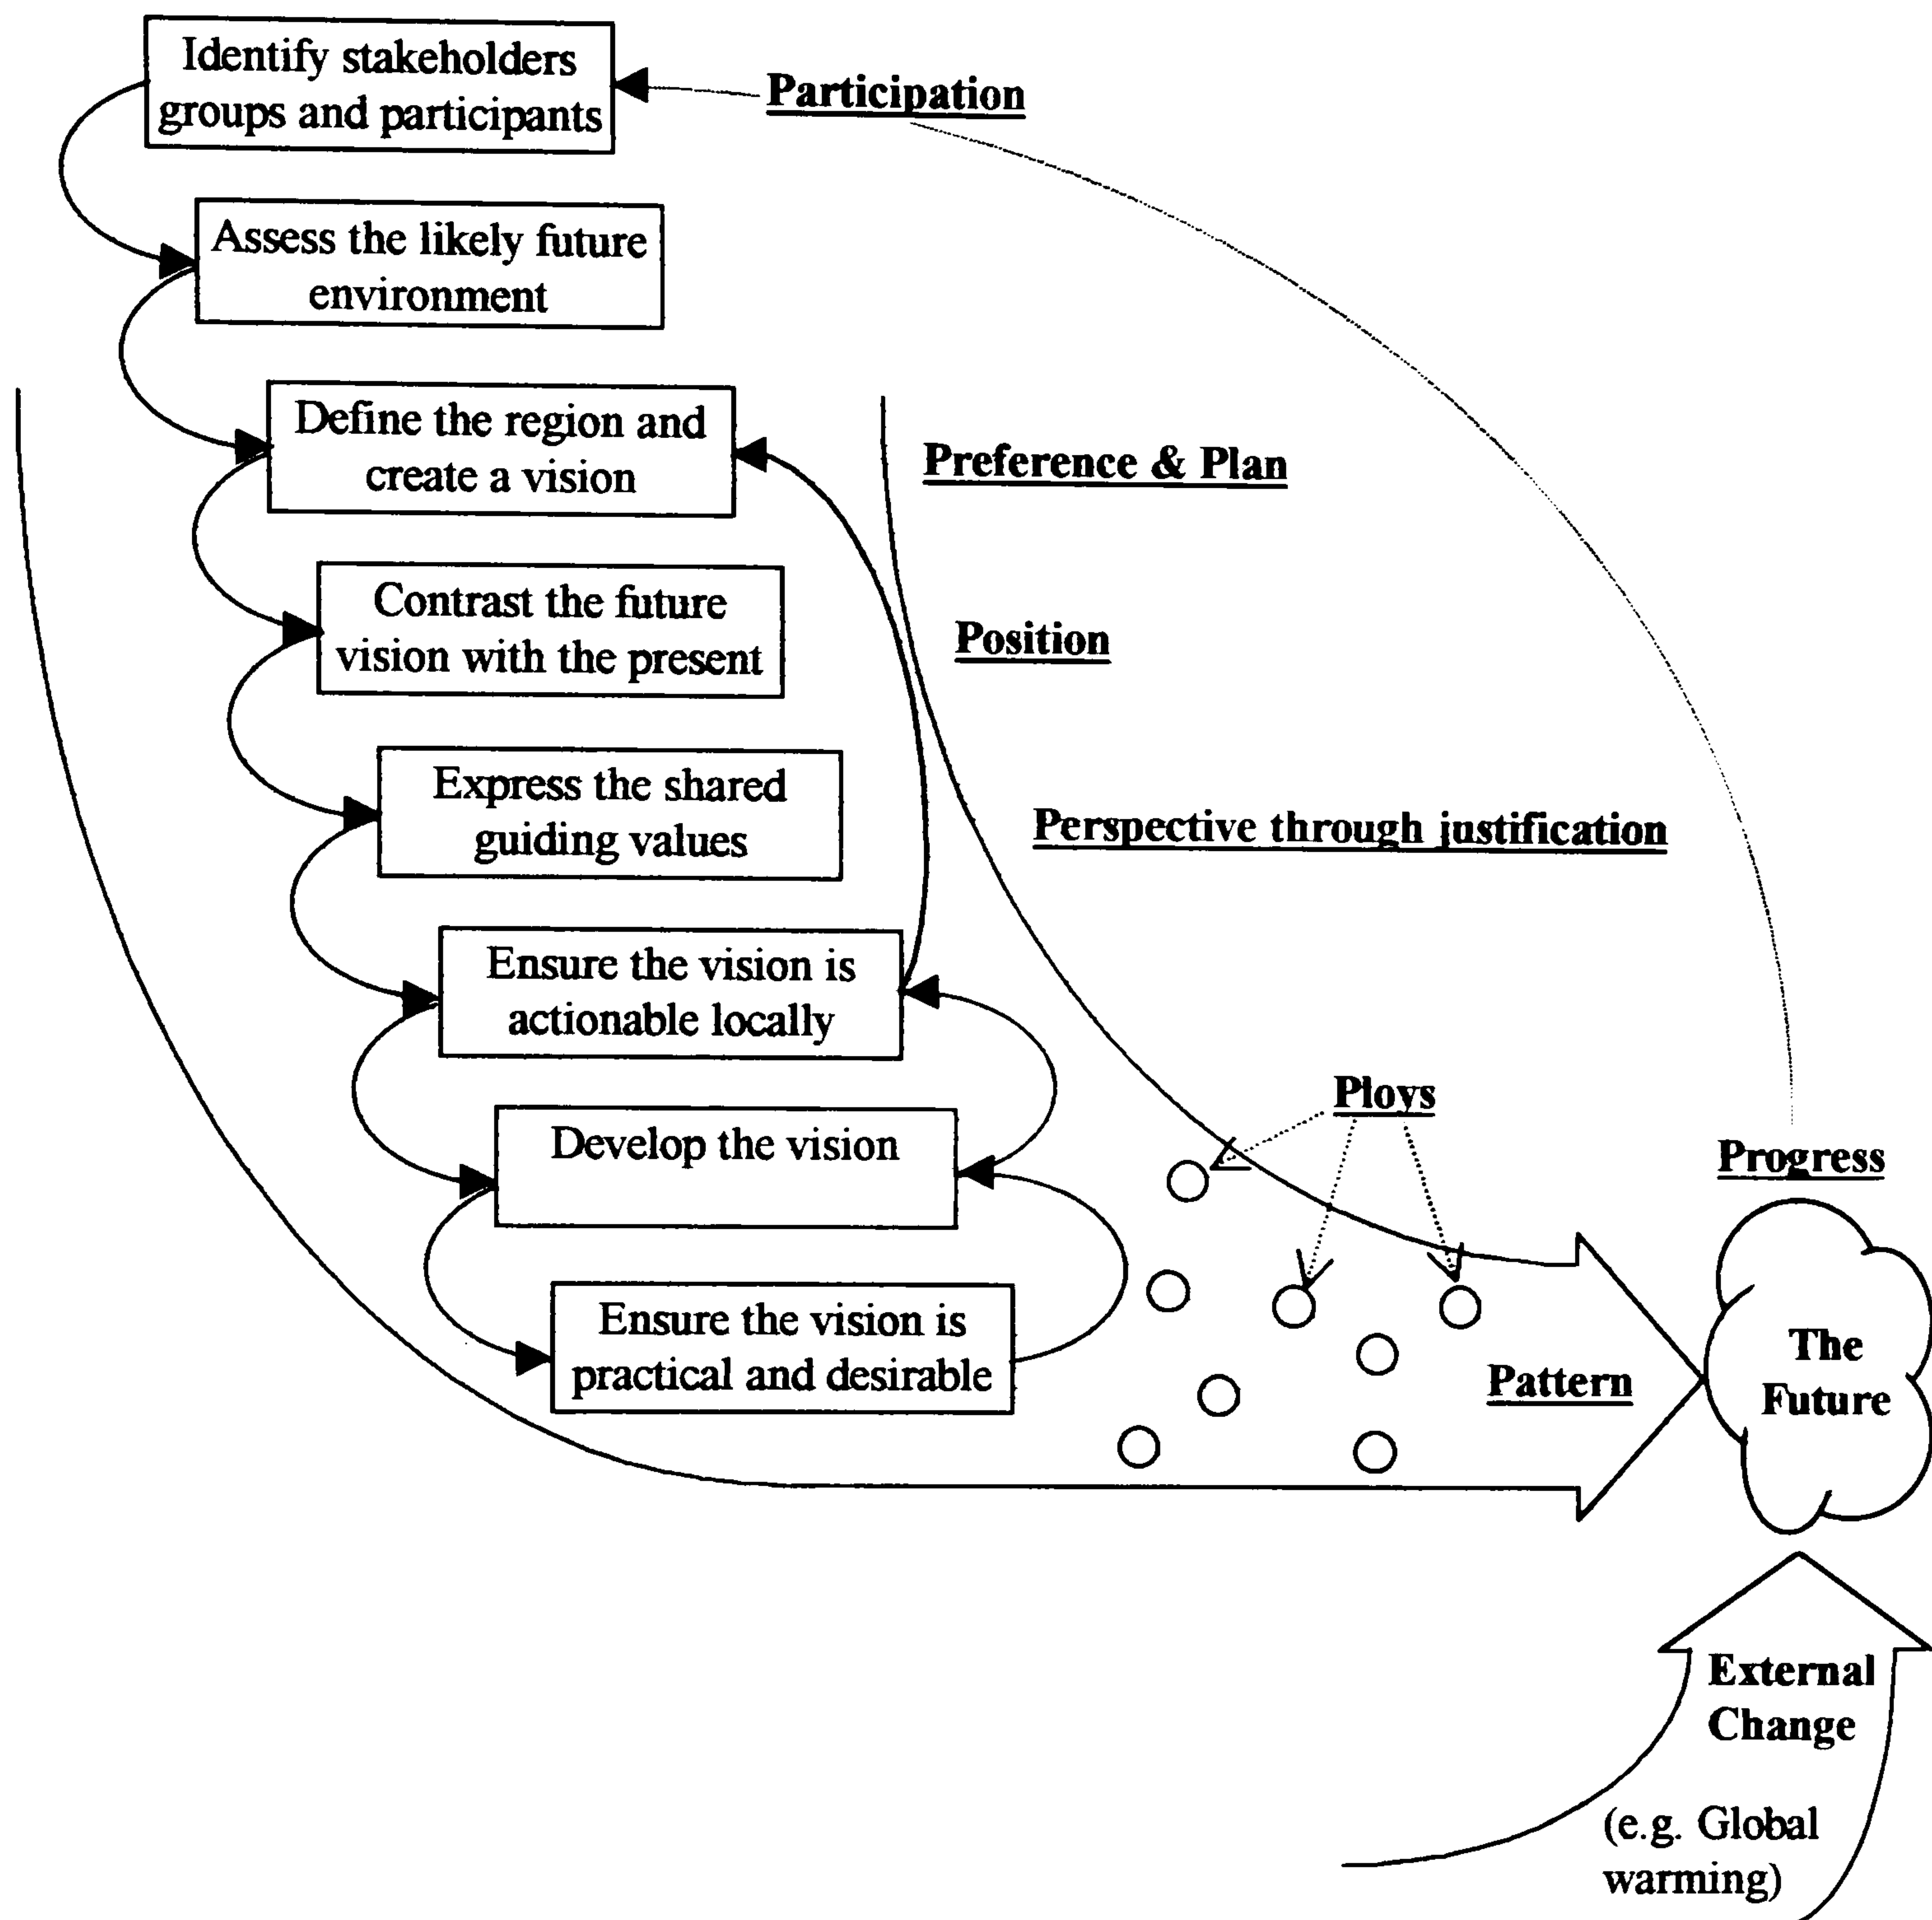 Identify stakeholders
groups and participants
Participation
Assess the likely future
environment
Define the region and
create a vision
Preference & Plan
Contrast the future
vision with the present
Position
Express the shared
guiding values
Perspective through justification
Ensure the vision is
actionable locally
Ploys
Develop the vision
Progress
Ensure the vision is
practical and desirable
Pattern
The
Future
External
Change
(e.g. Global
warming)